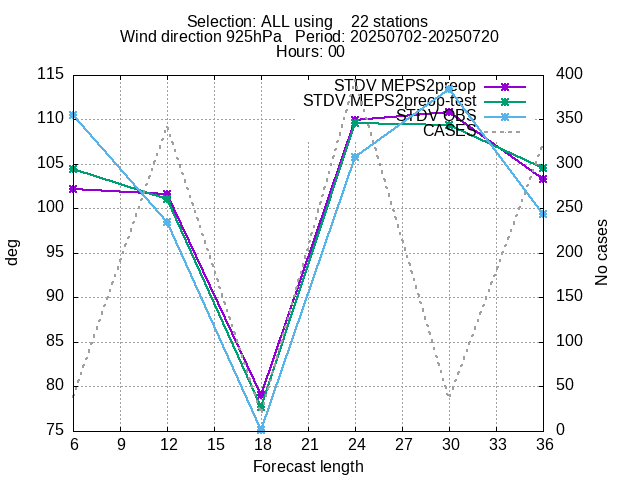 Selection: ALL using    22 stations
Wind direction 925hPa   Period: 20250702-20250720
Hours: 00
STDV MEPS2preop
STDV MEPS2preop-test
STDV OBS
CASES
115
110
105
100
95
90
85
80
75
deg
400
350
300
250
200
150
100
50
0
No cases
6 9 12 15 18 21 24 27 30 33 36
Forecast length